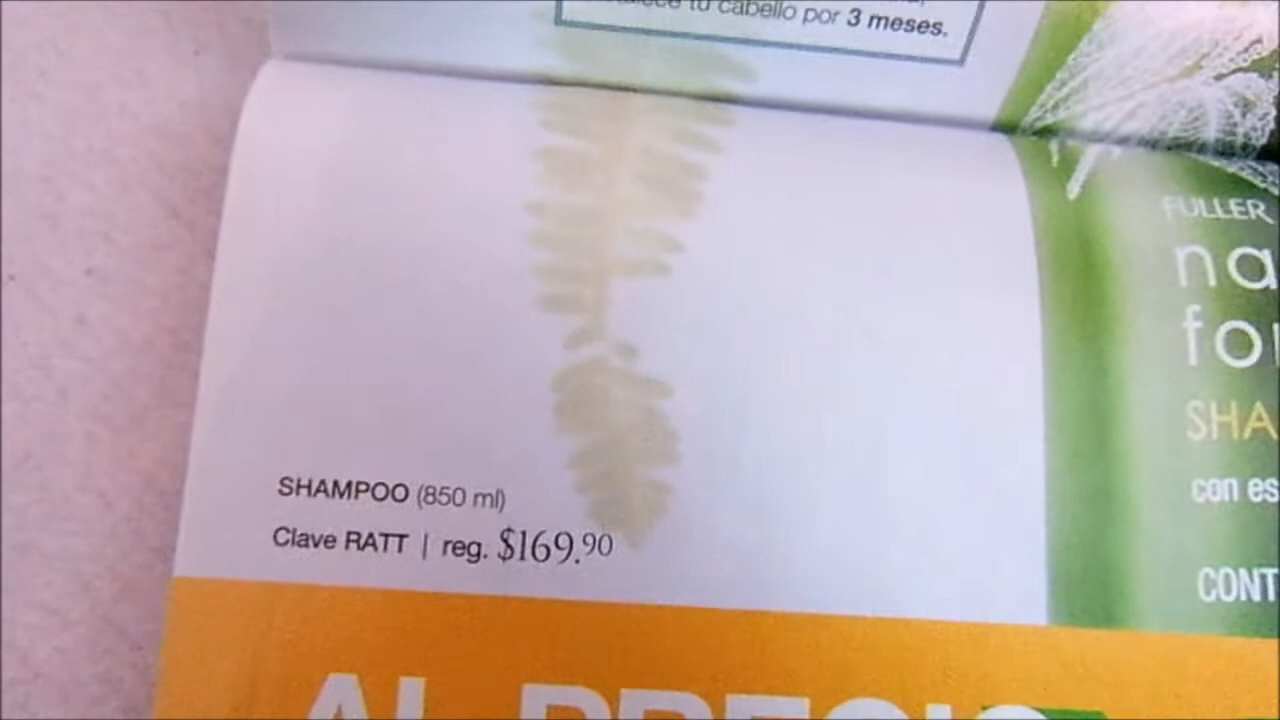 tu cabello por 3 meses.
SHAMPOO (850 ml)
Clave RATT | reg. $169.90
AL PRECIO
FULLER
na
for
SHA
con es
CONT